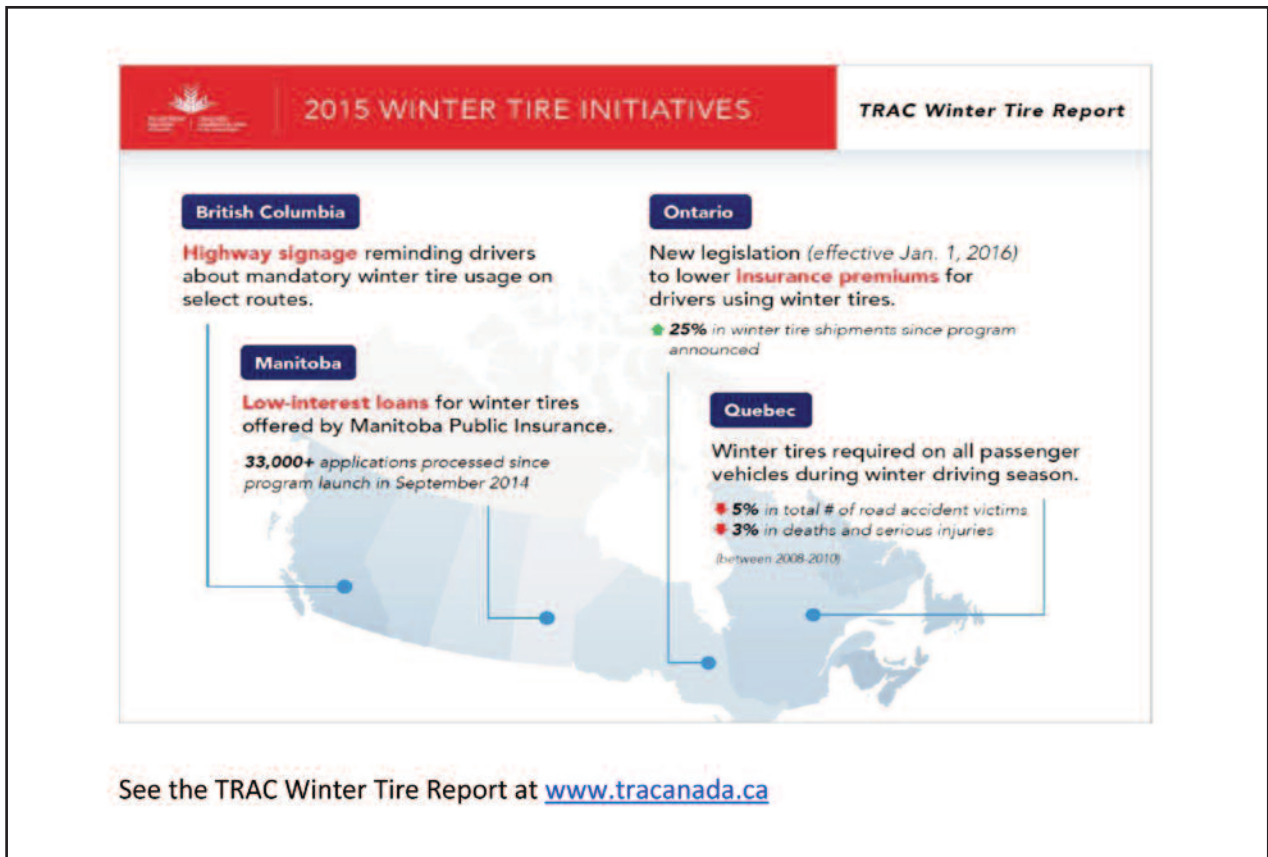 2015 WINTER TIRE INITIATIVES
TRAC Winter Tire Report
British Columbia
Highway signage reminding drivers
about mandatory winter tire usage on
select routes.
Manitoba
Low-interest loans for winter tires
offered by Manitoba Public Insurance.
33,000+ applications processed since
program launch in September 2014
Ontario
New legislation (effective Jan. 1, 2016)
to lower insurance premiums for
drivers using winter tires.
25% in winter tire shipments since program
announced
Quebec
Winter tires required on all passenger
vehicles during winter driving season.
5% in total # of road accident victims
3% in deaths and serious injuries
(between 2008-2010)
See the TRAC Winter Tire Report at www.tracanada.ca